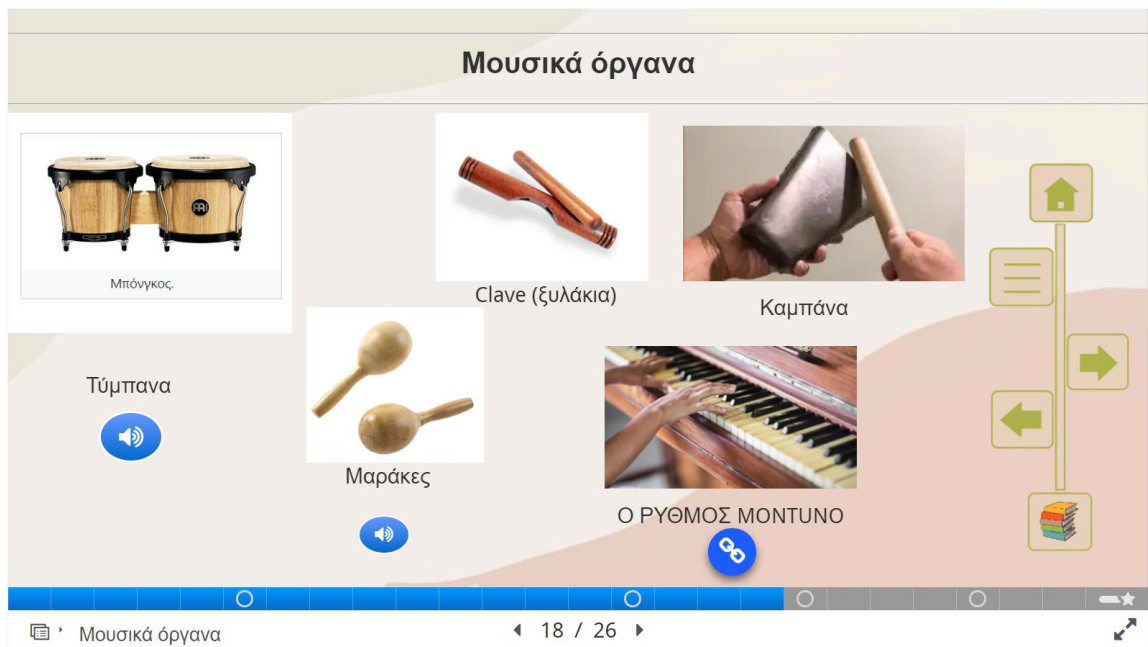 Μουσικά όργανα
Μπόνγκος.
Clave (ξυλάκια)
Καμπάνα
Τύμπανα
Μαράκες
Ο ΡΥΘΜΟΣ ΜΟΝΤUΝΟ
Μουσικά όργανα
18 / 26